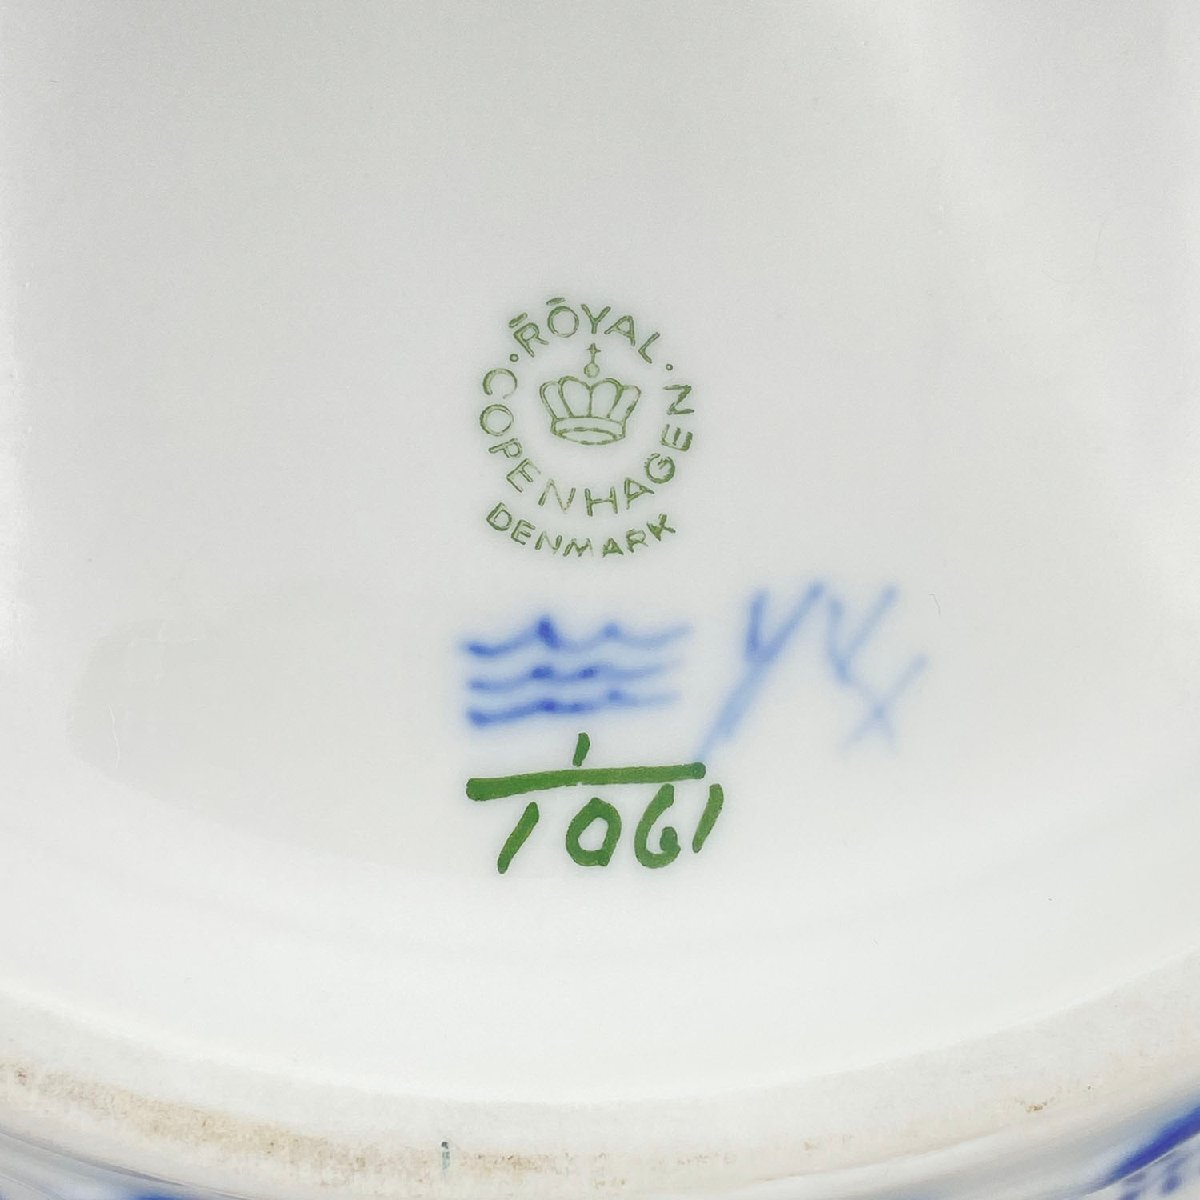 ROYAL
COPENHAGEN
DENMARK
1
1061